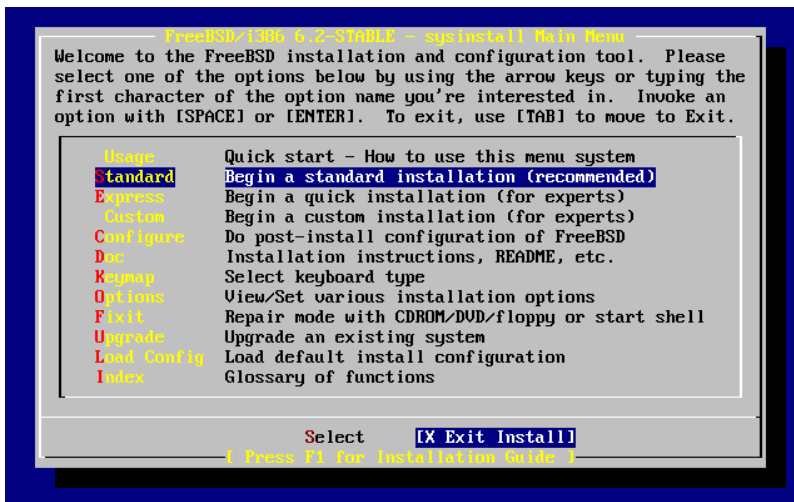 FreeBSD/i386 6.2-STABLE - sysinstall Main Menu
Welcome to the FreeBSD installation and configuration tool.  Please
select one of the options below by using the arrow keys or typing the
first character of the option name you're interested in.  Invoke an
option with [SPACE] or [ENTER].  To exit, use [TAB] to move to Exit.
Usage Quick start - How to use this menu system
Standard Begin a standard installation (recommended)
Express Begin a quick installation (for experts)
Custom Begin a custom installation (for experts)
Configure Do post-install configuration of FreeBSD
Doc Installation instructions, README, etc.
Keymap Select keyboard type
Options View/Set various installation options
Fixit Repair mode with CDROM/DVD/floppy or start shell
Upgrade Upgrade an existing system
Load Config Load default install configuration
Index Glossary of functions
Select [X Exit Install]
[ Press F1 for Installation Guide ]